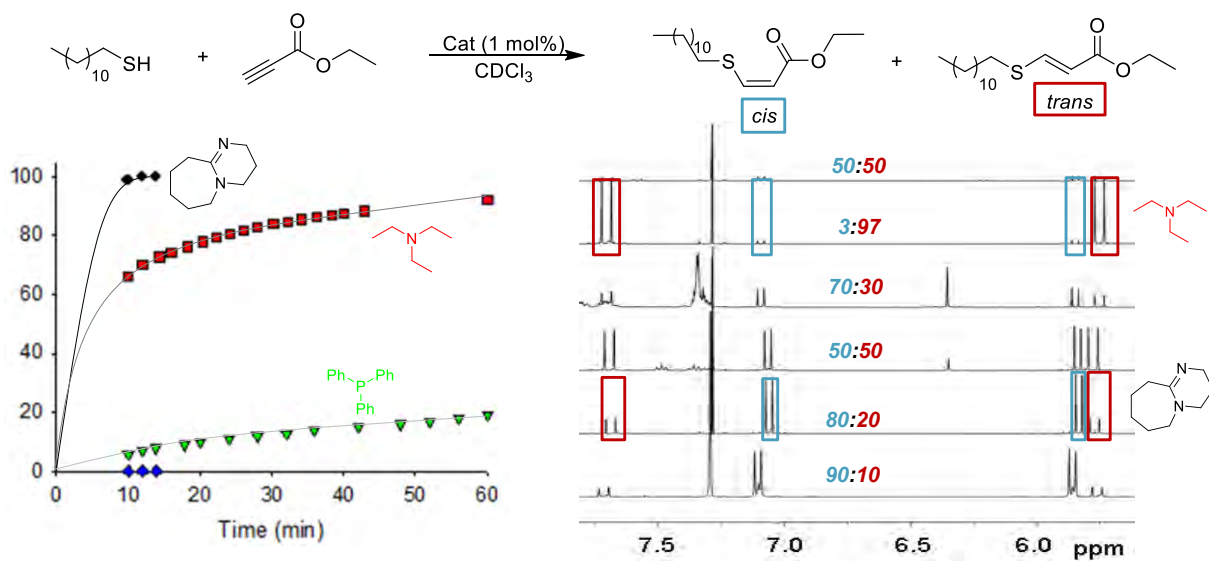 SH
10
+
O
O
Cat (1 mol%)
CDCl3
10
S
O
O
cis
+
10
S
O
O
trans
N
N
N
Ph
Ph
P
Ph
100
80
60
40
20
0
0
10
20
30
40
50
60
Time (min)
50:50
3:97
70:30
50:50
80:20
90:10
N
N
N
7.5
7.0
6.5
6.0
ppm